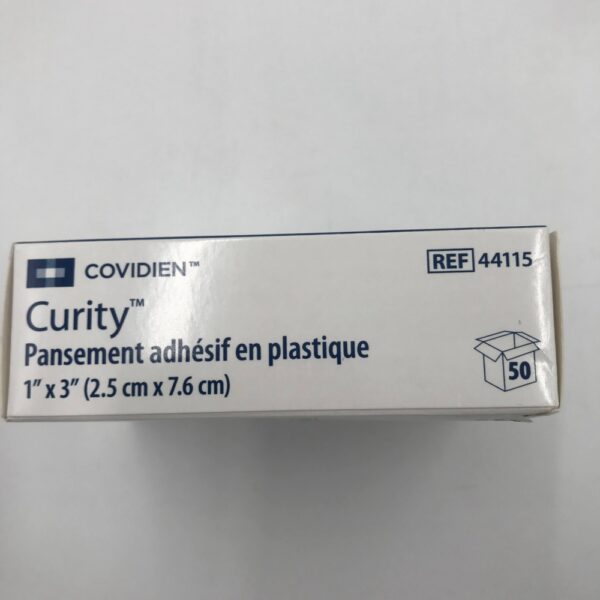 COVIDIEN™
REF 44115
Curity™
Pansement adhésif en plastique
1" x 3" (2.5 cm x 7.6 cm)
50